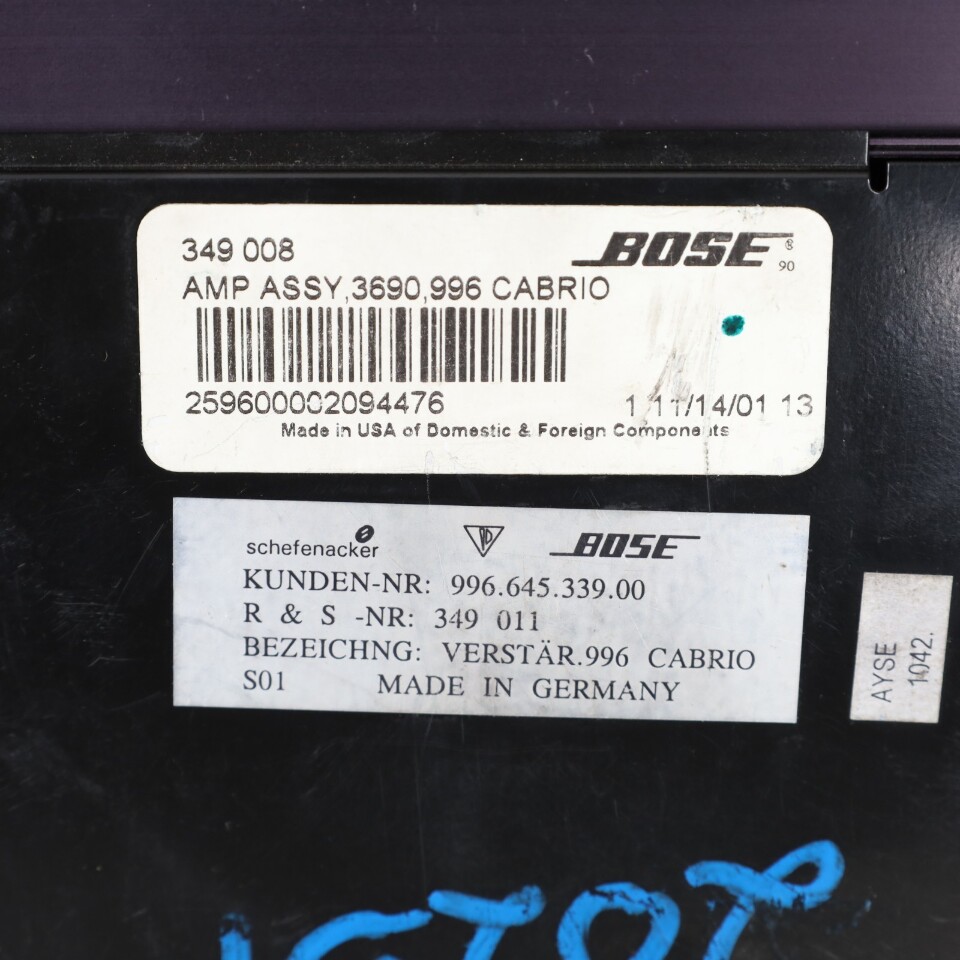 349 008
BOSE ® 90
AMP ASSY,3690,996 CABRIO
259600002094476
1 11/14/01 13
Made in USA of Domestic & Foreign Components
schefenacker
BOSE
KUNDEN-NR: 996.645.339.00
R & S -NR: 349 011
BEZEICHNG: VERSTÄR.996 CABRIO
S01 MADE IN GERMANY
AYSE
1042.